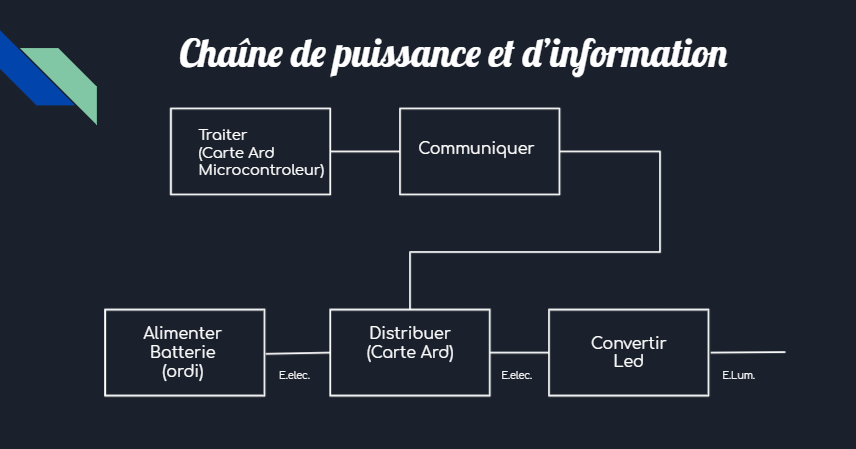 Chaîne de puissance et d'information
Traiter
(Carte Ard
Microcontroleur)
Communiquer
Alimenter
Batterie
(ordi)
E.elec.
Distribuer
(Carte Ard)
E.elec.
Convertir
Led
E.Lum.